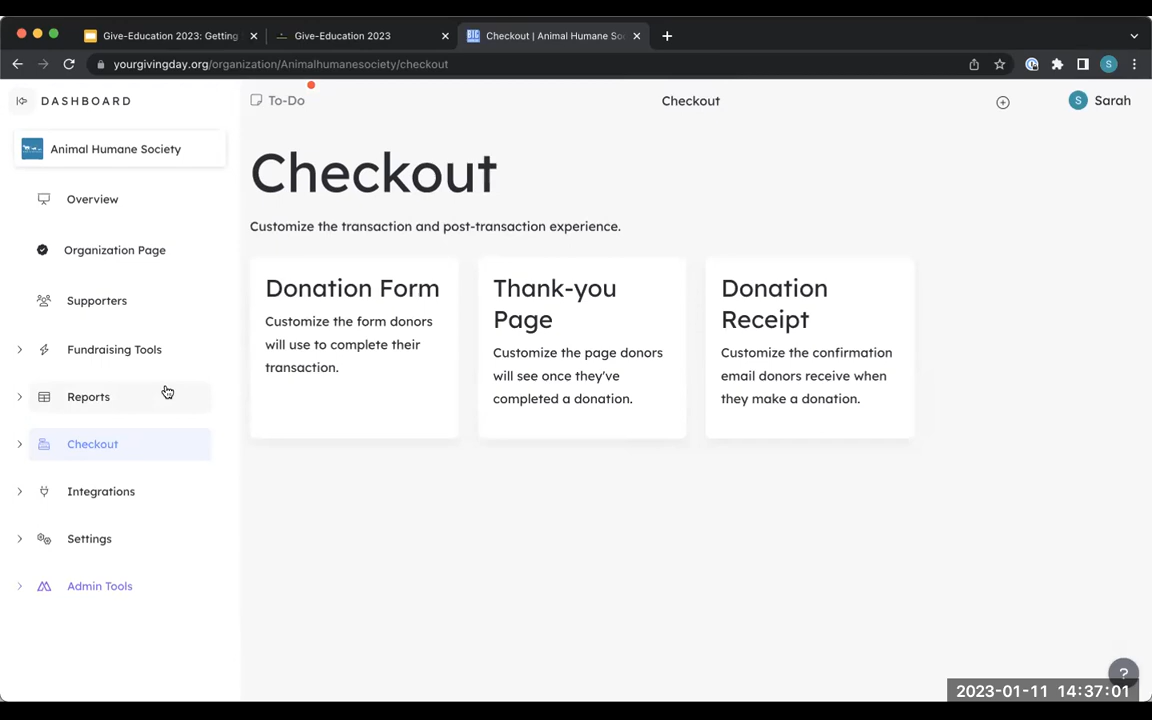 Give-Education 2023: Getting
Give-Education 2023
Checkout | Animal Humane So
yourgivingday.org/organization/Animalhumanesociety/checkout
S
DASHBOARD
To-Do
Checkout
S Sarah
Animal Humane Society
Overview
Organization Page
Supporters
Fundraising Tools
Reports
Checkout
Integrations
Settings
Admin Tools
Checkout
Customize the transaction and post-transaction experience.
Donation Form
Customize the form donors
will use to complete their
transaction.
Thank-you
Page
Customize the page donors
will see once they've
completed a donation.
Donation
Receipt
Customize the confirmation
email donors receive when
they make a donation.
?
2023-01-11 14:37:01